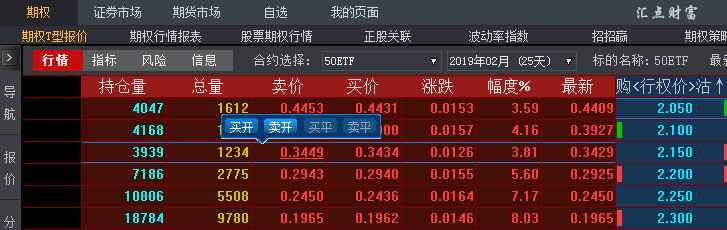 期权 证券市场 期货市场 自选 我的页面 汇点财富
期权T型报价 期权行情报表 股票期权行情 正股关联 波动率指数 招招赢 期权策略
行情 指标 风险 信息 合约选择： 50ETF 2019年02月 (25天) 标的名称：50ETF 最新
导航 报价 分
持仓量 总量 卖价 买价 涨跌 幅度% 最新 购<行权价>沽
4047 1612 0.4453 0.4431 0.0153 3.59 0.4409 2.050
4168 0.0157 4.16 0.3927 2.100
买开 卖开 买平 卖平
3939 1234 0.3449 0.3434 0.0126 3.81 0.3429 2.150
7186 2775 0.2943 0.2940 0.0155 5.60 0.2925 2.200
10806 5508 0.2450 0.2436 0.0164 7.17 0.2450 2.250
18784 9780 0.1965 0.1962 0.0146 8.03 0.1965 2.300